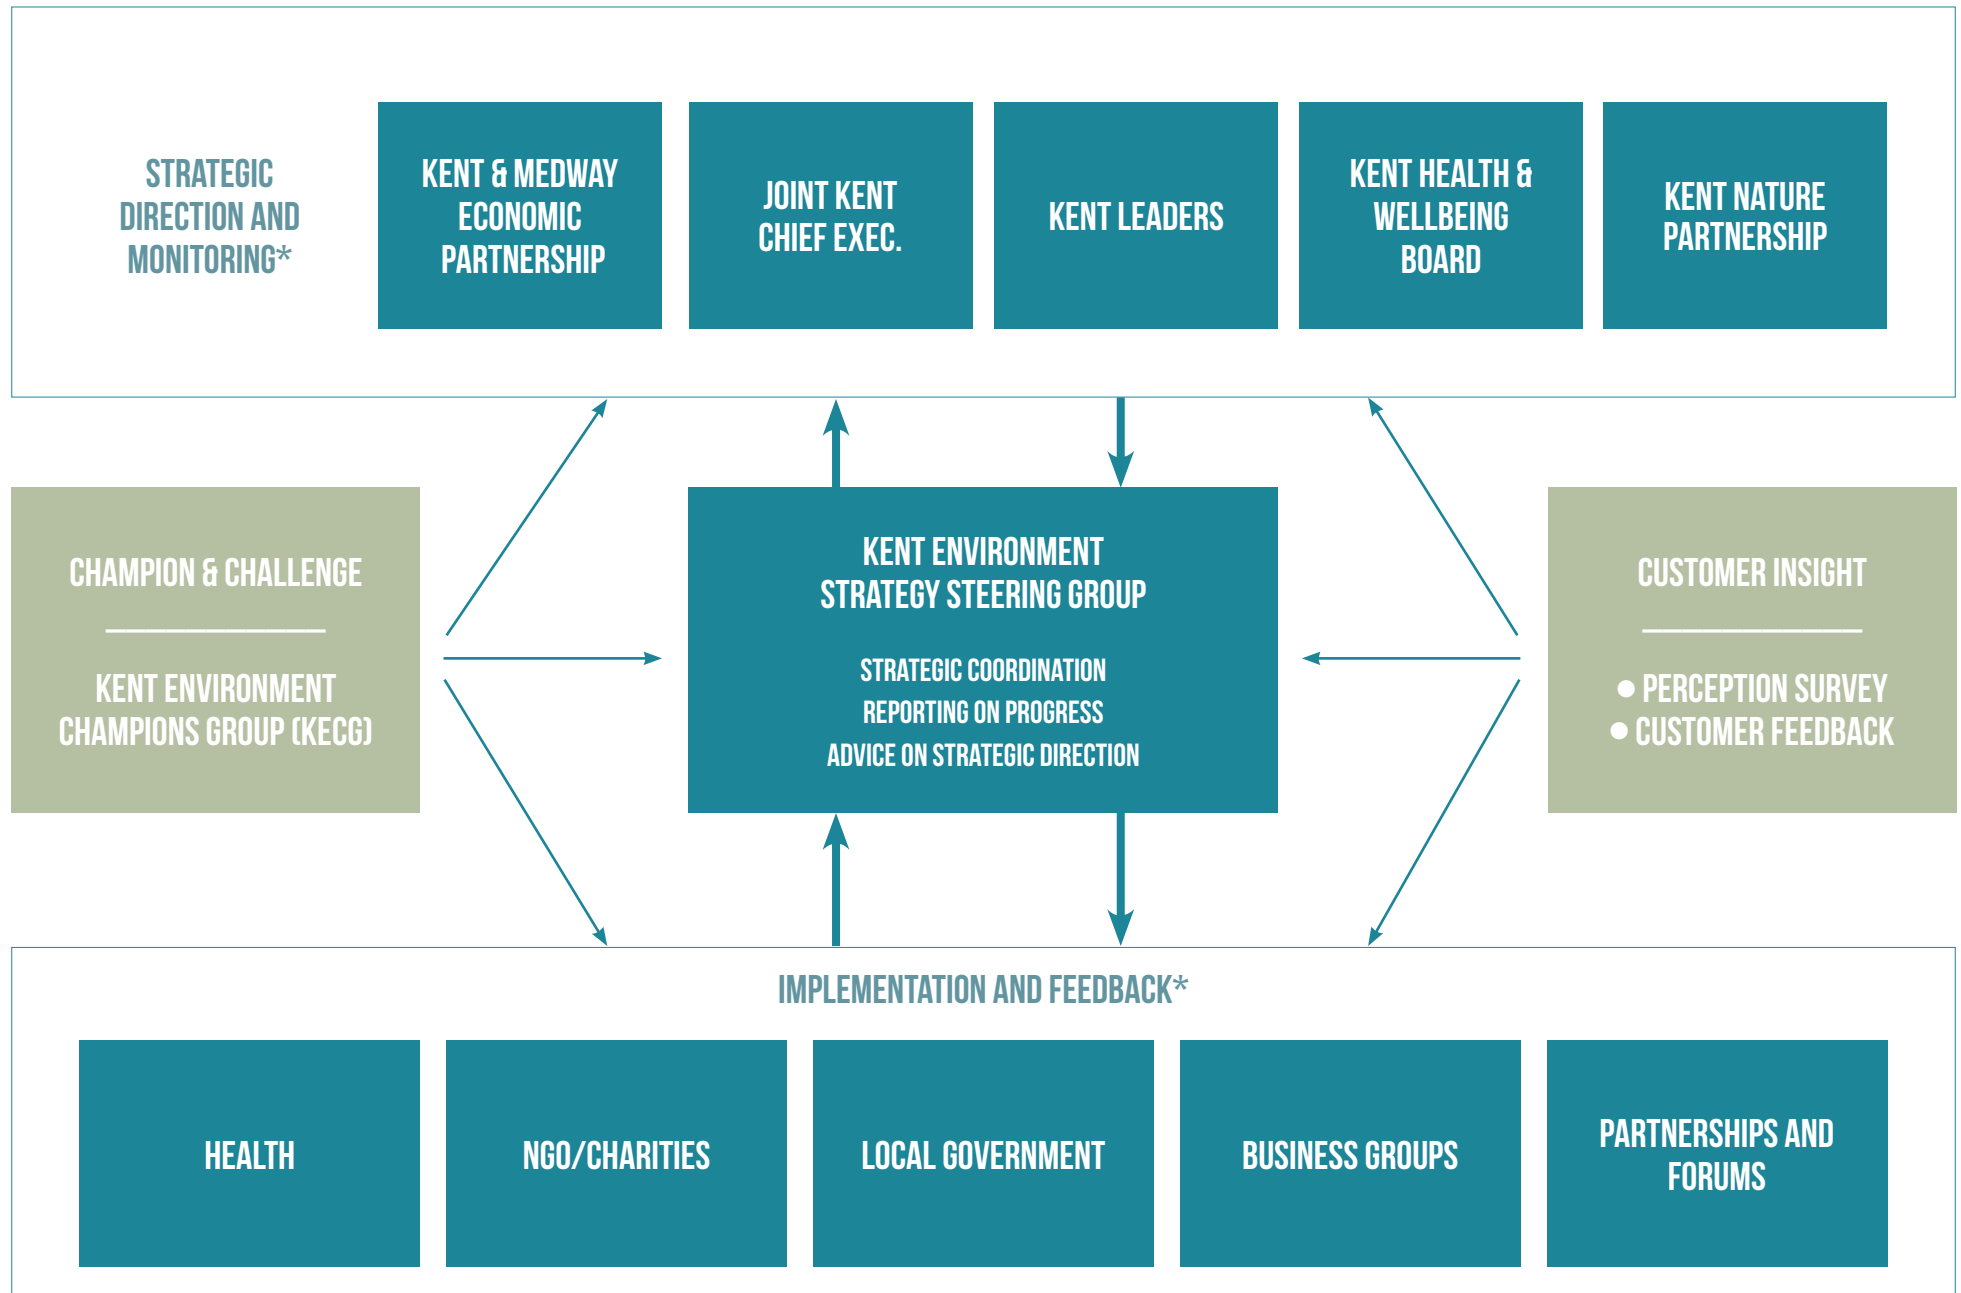 STRATEGIC
DIRECTION AND
MONITORING*
KENT & MEDWAY
ECONOMIC
PARTNERSHIP
JOINT KENT
CHIEF EXEC.
KENT LEADERS
KENT HEALTH &
WELLBEING
BOARD
KENT NATURE
PARTNERSHIP
CHAMPION & CHALLENGE
KENT ENVIRONMENT
CHAMPIONS GROUP (KECG)
KENT ENVIRONMENT
STRATEGY STEERING GROUP
STRATEGIC COORDINATION
REPORTING ON PROGRESS
ADVICE ON STRATEGIC DIRECTION
CUSTOMER INSIGHT
● PERCEPTION SURVEY
● CUSTOMER FEEDBACK
IMPLEMENTATION AND FEEDBACK*
HEALTH
NGO/CHARITIES
LOCAL GOVERNMENT
BUSINESS GROUPS
PARTNERSHIPS AND
FORUMS